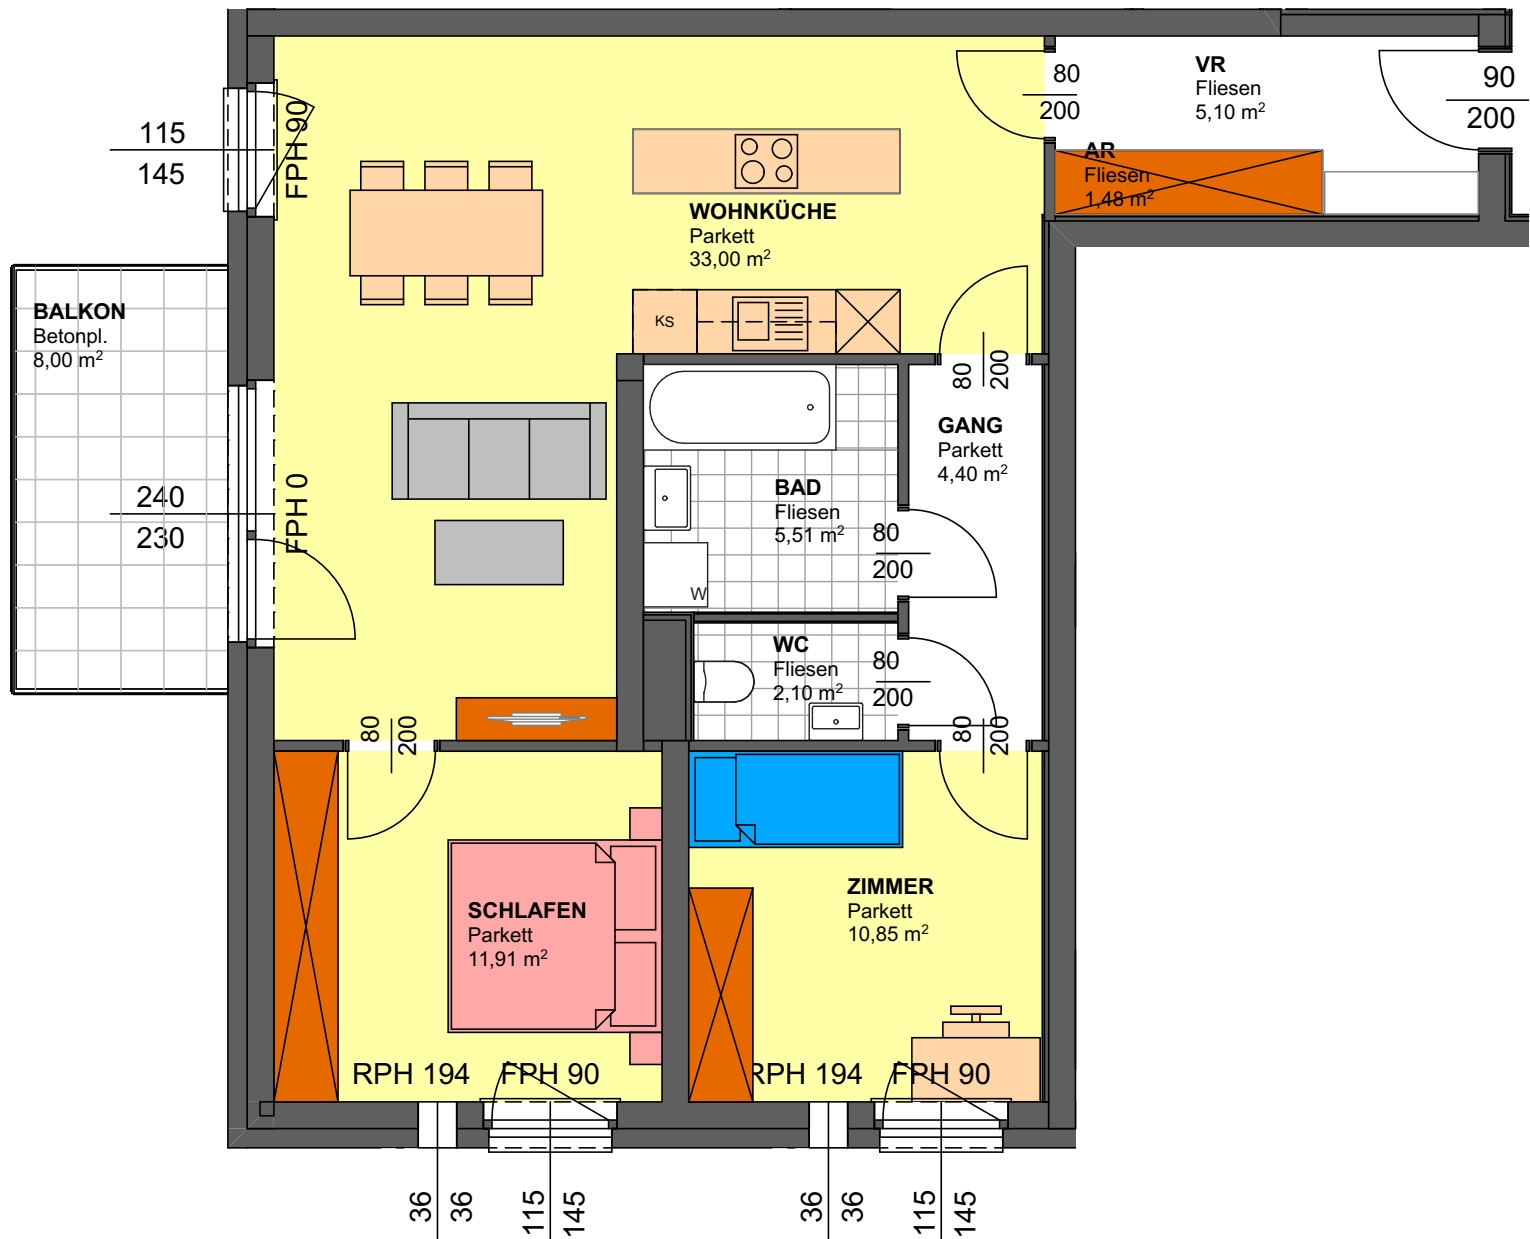 VR
Fliesen
5,10 m²
80
200
90
200
115
145
FPH 90
AR
Fliesen
1,48 m²
WOHNKÜCHE
Parkett
33,00 m²
KS
BALKON
Betonpl.
8,00 m²
80
200
GANG
Parkett
4,40 m²
240
230
FPH 0
BAD
Fliesen
5,51 m²
80
200
W
WC
Fliesen
2,10 m²
80
200
80
200
80
200
SCHLAFEN
Parkett
11,91 m²
ZIMMER
Parkett
10,85 m²
RPH 194
FPH 90
RPH 194
FPH 90
36
36
115
145
36
36
115
145